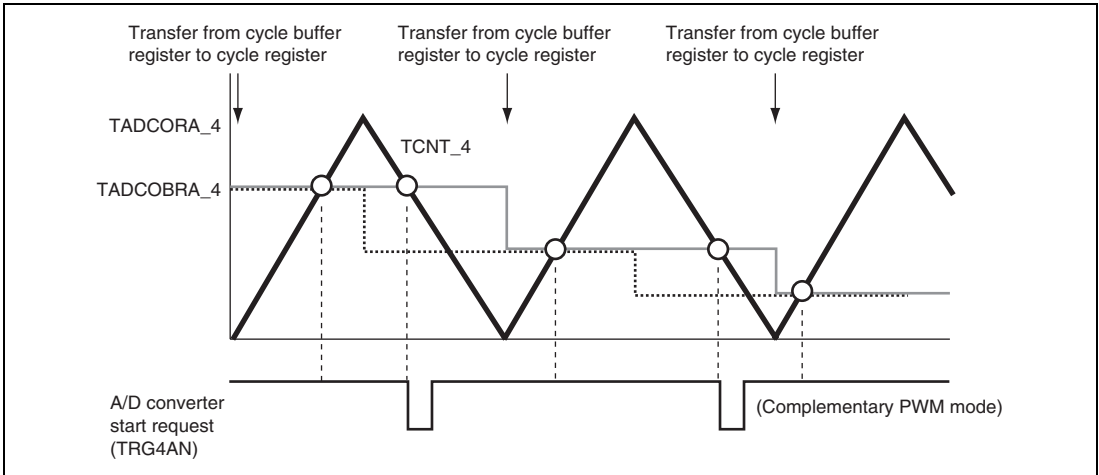 Transfer from cycle buffer
register to cycle register
Transfer from cycle buffer
register to cycle register
Transfer from cycle buffer
register to cycle register
TADCORA_4
TCNT_4
TADCOBRA_4
A/D converter
start request
(TRG4AN)
(Complementary PWM mode)